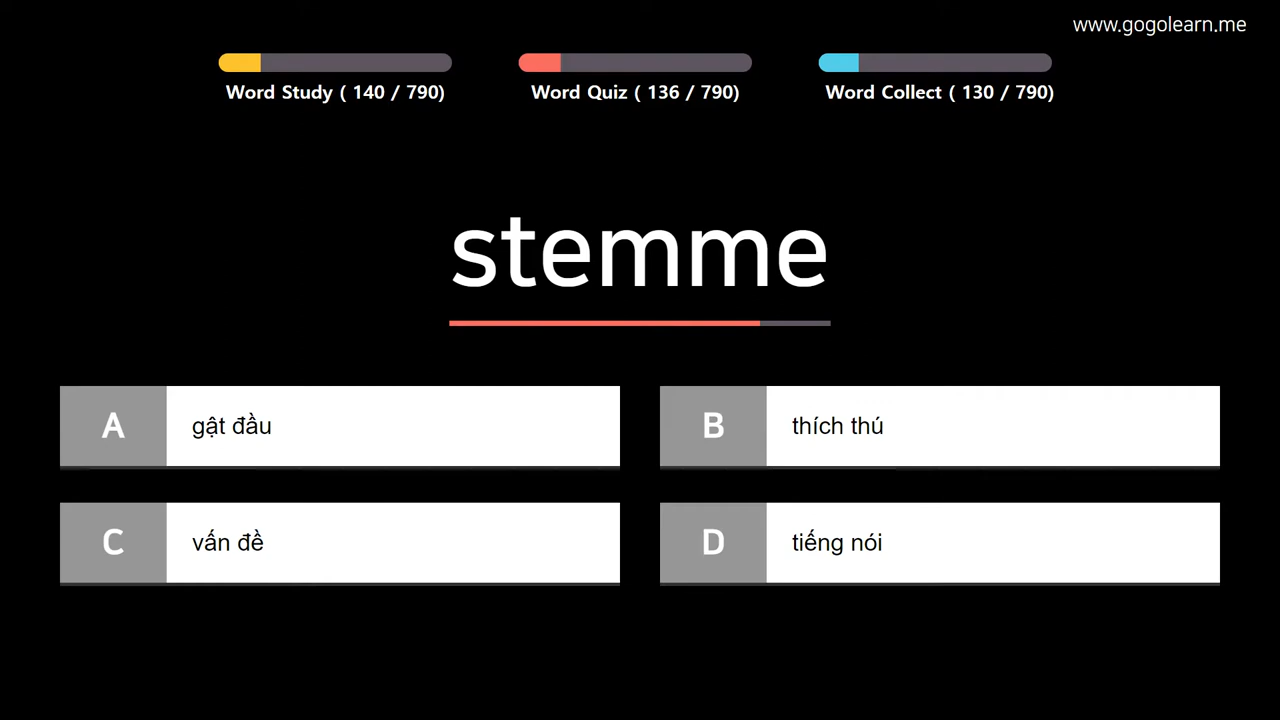 www.gogolearn.me
Word Study ( 140 / 790)
Word Quiz ( 136 / 790)
Word Collect ( 130 / 790)
stemme
A gật đầu
B thích thú
C vấn đề
D tiếng nói